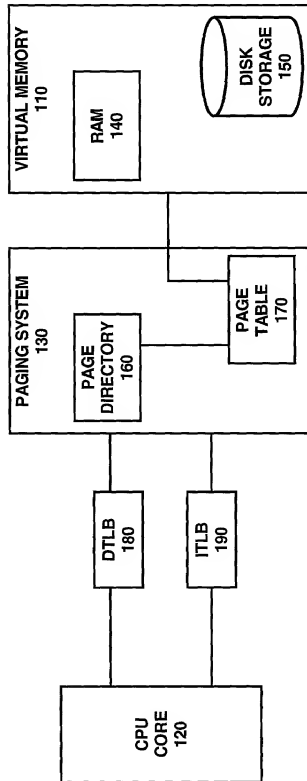 VIRTUAL MEMORY
110
RAM
140
DISK
STORAGE
150
PAGING SYSTEM
130
PAGE
DIRECTORY
160
PAGE
TABLE
170
DTLB
180
ITLB
190
CPU
CORE
120